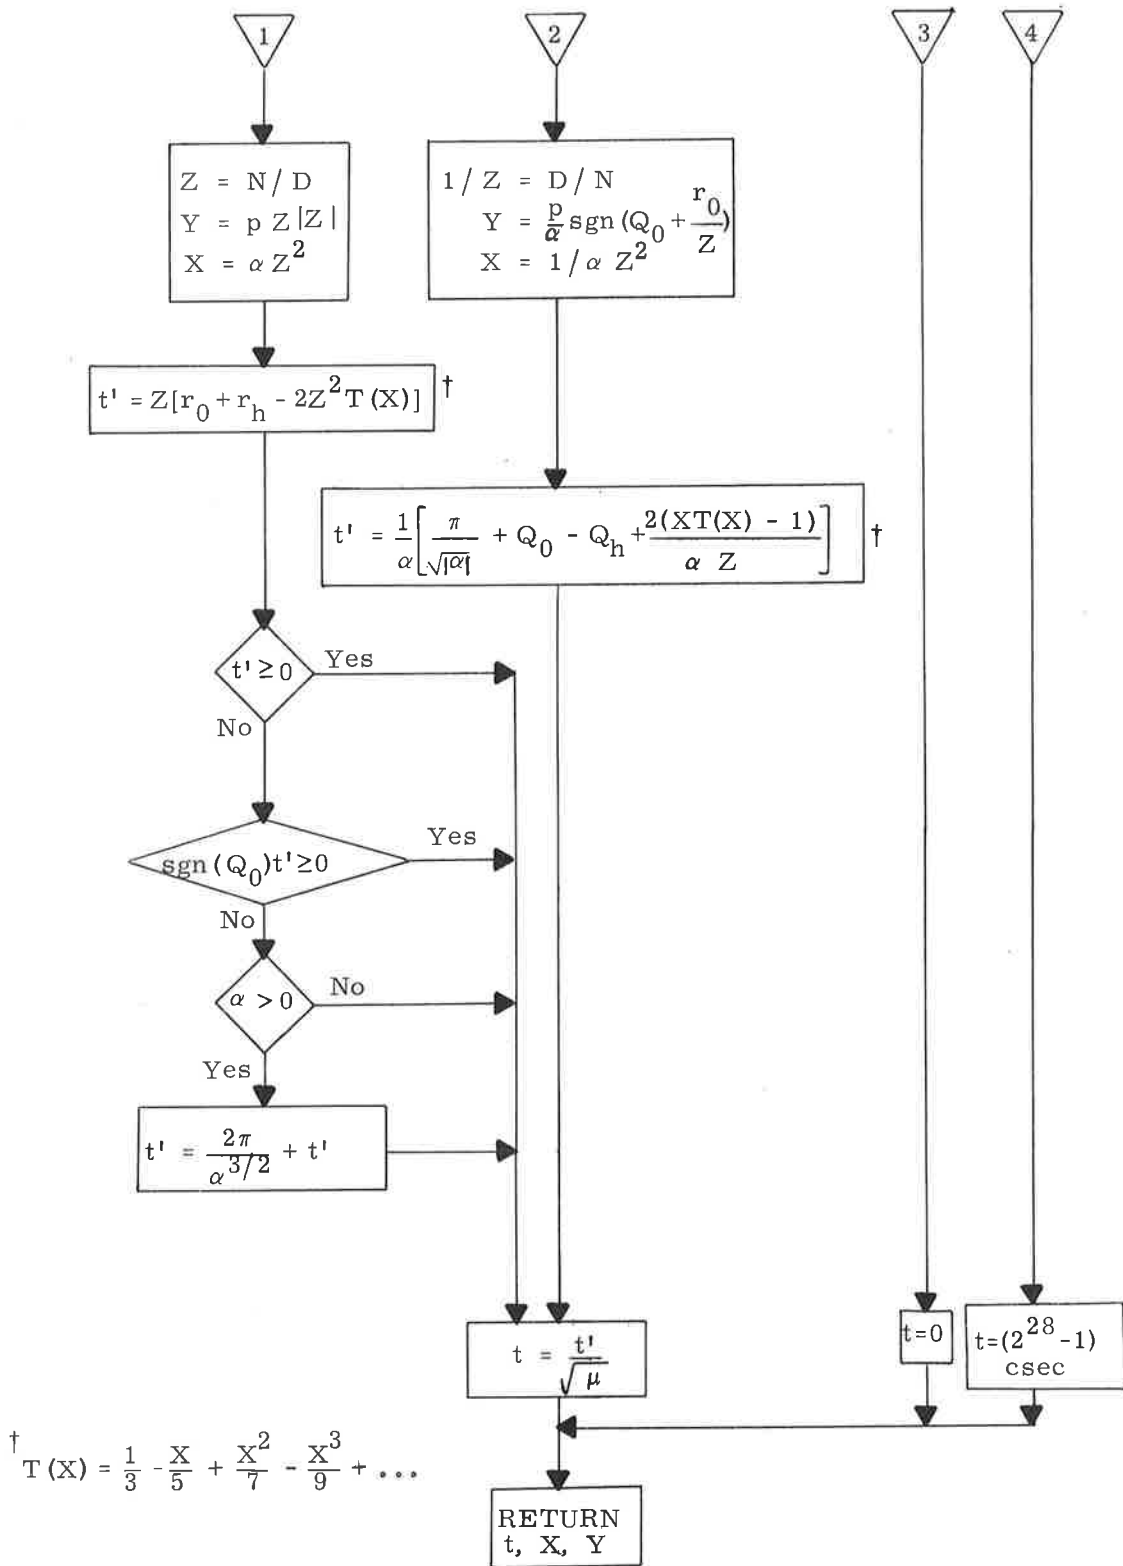 1
2
3
4
Z = N / D
Y = p Z |Z|
X = α Z²
1 / Z = D / N
Y = p/α sgn (Q₀ + r₀/Z)
X = 1 / α Z²
t' = Z[r₀ + r_h - 2Z² T (X)] †
t' = 1/α [π/√|α| + Q₀ - Q_h + 2(XT(X) - 1)/α Z] †
t' ≥ 0
Yes
No
sgn (Q₀) t' ≥ 0
Yes
No
α > 0
No
Yes
t' = 2π/α^3/2 + t'
t = t'/√μ
t=0
t=(2²⁸ -1)
csec
† T (X) = 1/3 - X/5 + X²/7 - X³/9 + ...
RETURN
t, X, Y